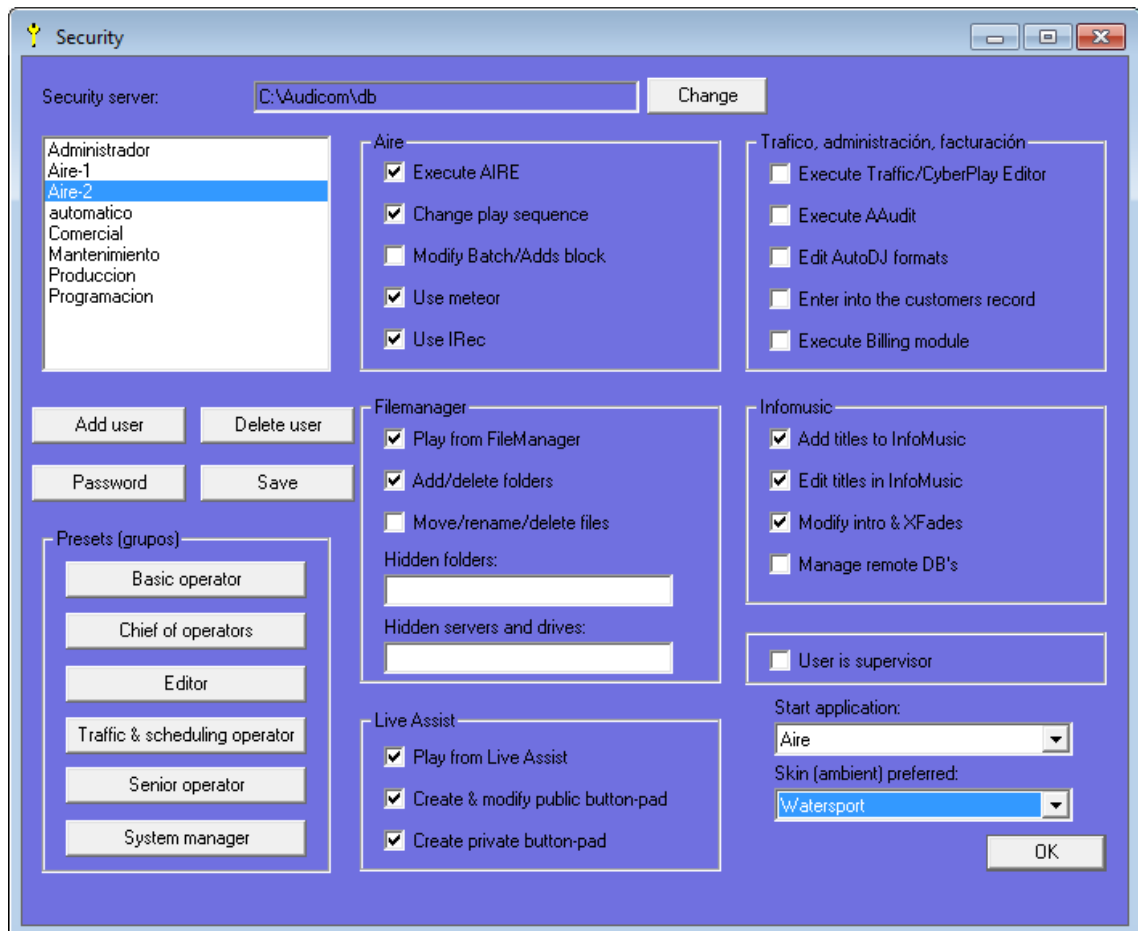 Security
Security server:
C:\Audicom\db
Change
Administrador
Aire-1
Aire-2
automatico
Comercial
Mantenimiento
Produccion
Programacion
Add user
Delete user
Password
Save
Presets (grupos)
Basic operator
Chief of operators
Editor
Traffic & scheduling operator
Senior operator
System manager
Aire
Execute AIRE
Change play sequence
Modify Batch/Adds block
Use meteor
Use IRec
Filemanager
Play from FileManager
Add/delete folders
Move/rename/delete files
Hidden folders:
Hidden servers and drives:
Live Assist
Play from Live Assist
Create & modify public button-pad
Create private button-pad
Trafico, administración, facturación
Execute Traffic/CyberPlay Editor
Execute AAudit
Edit AutoDJ formats
Enter into the customers record
Execute Billing module
Infomusic
Add titles to InfoMusic
Edit titles in InfoMusic
Modify intro & XFades
Manage remote DB's
User is supervisor
Start application:
Aire
Skin (ambient) preferred:
Watersport
OK